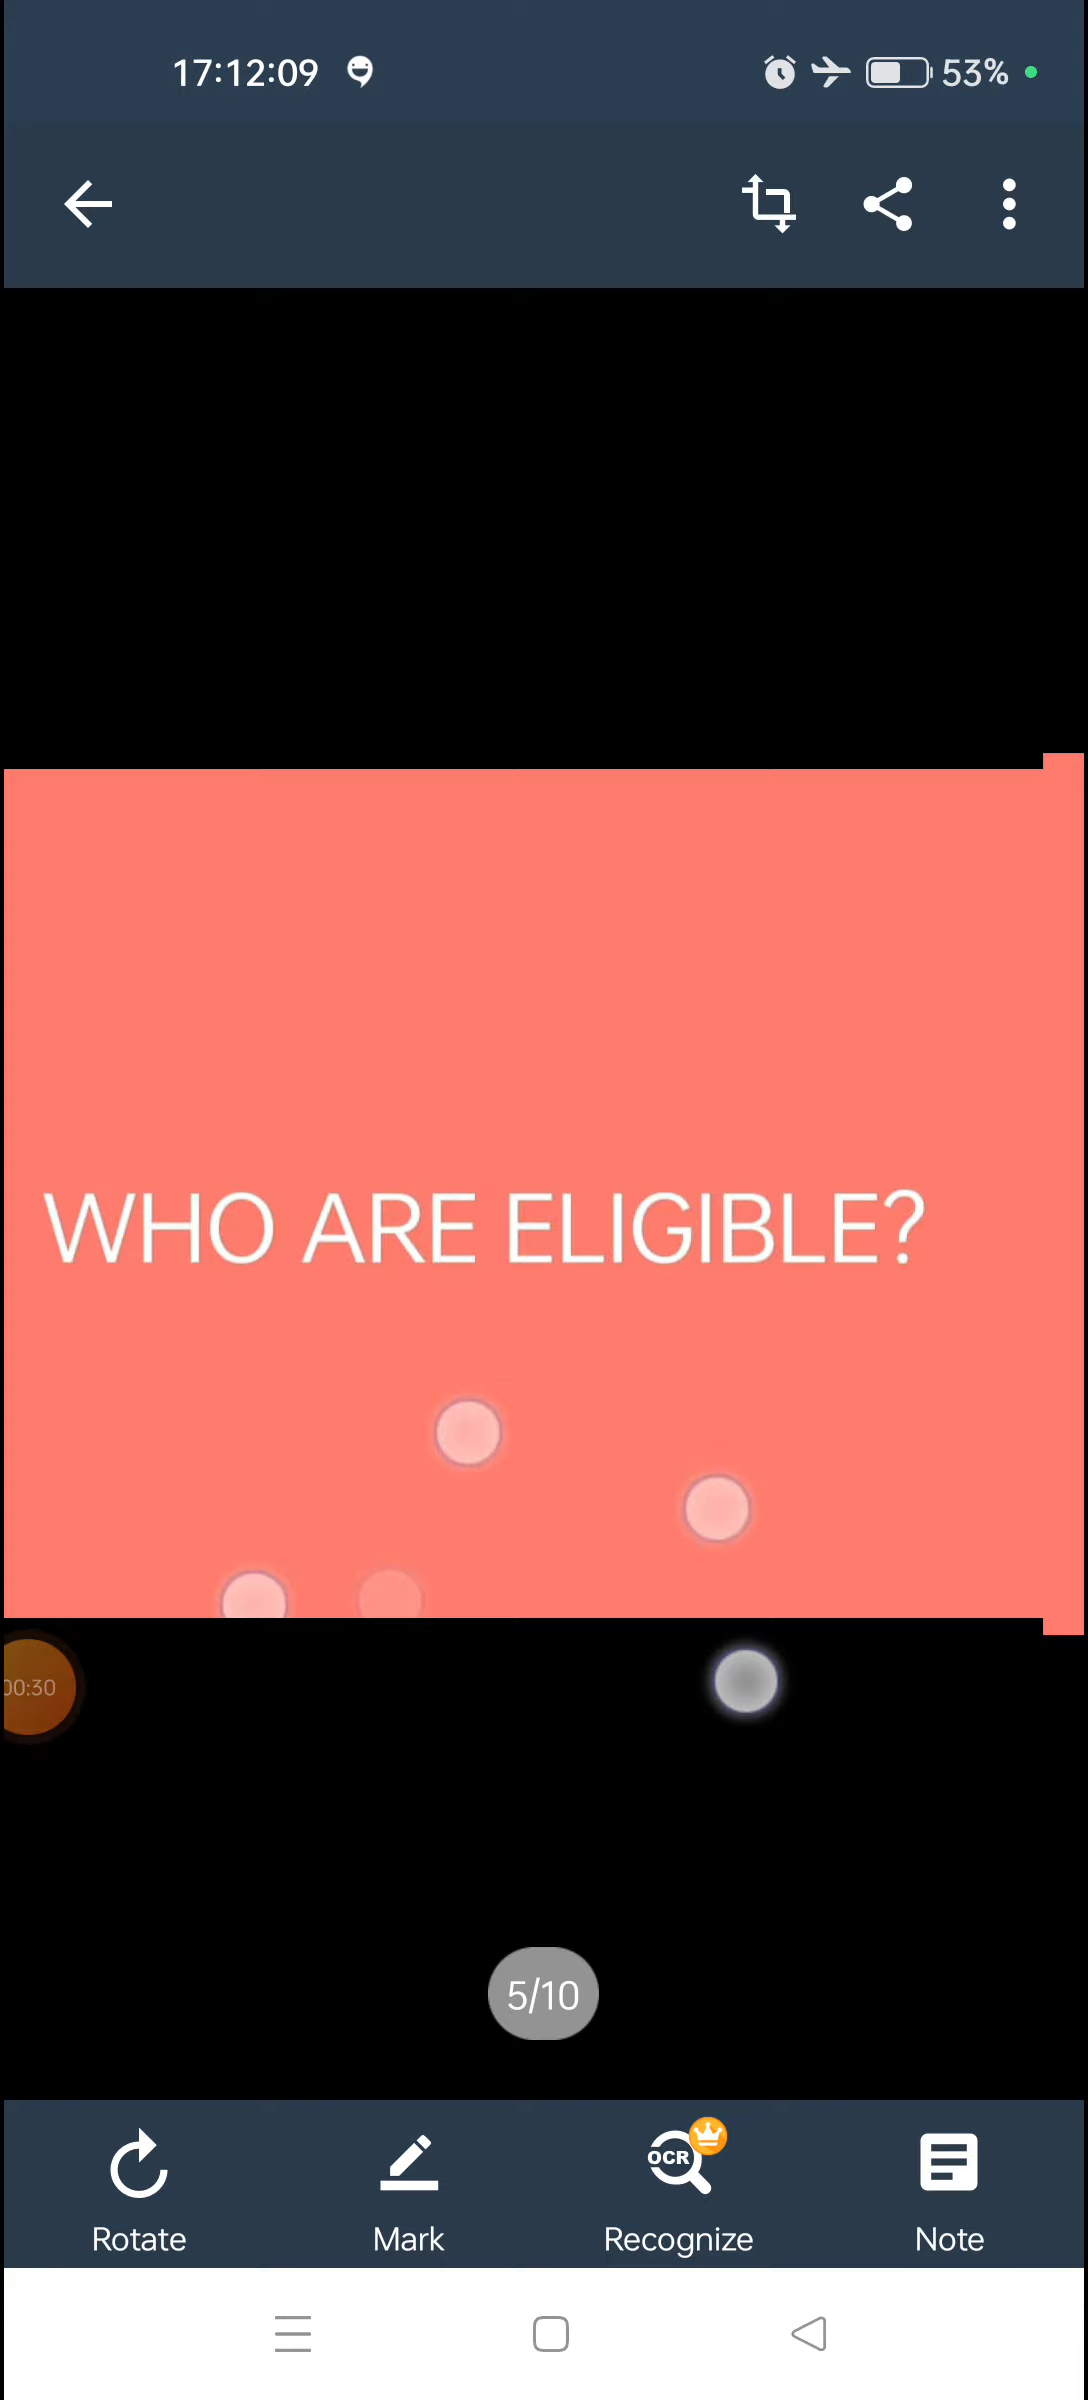 17:12:09 53%
WHO ARE ELIGIBLE?
00:30
5/10
OCR
Rotate Mark Recognize Note